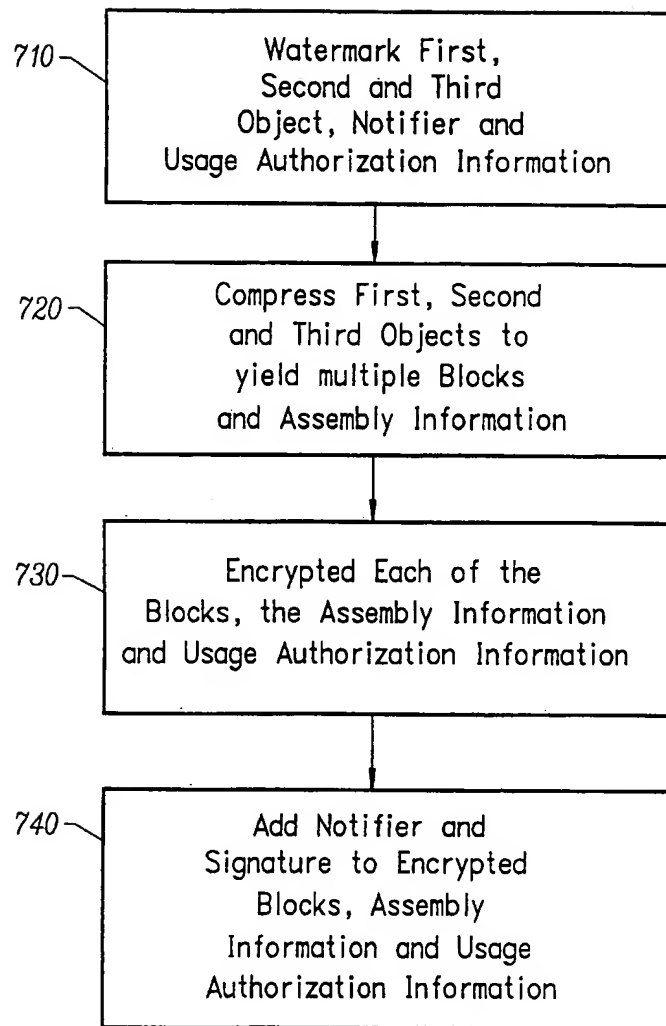 710
Watermark First,
Second and Third
Object, Notifier and
Usage Authorization Information
720
Compress First, Second
and Third Objects to
yield multiple Blocks
and Assembly Information
730
Encrypted Each of the
Blocks, the Assembly Information
and Usage Authorization Information
740
Add Notifier and
Signature to Encrypted
Blocks, Assembly
Information and Usage
Authorization Information